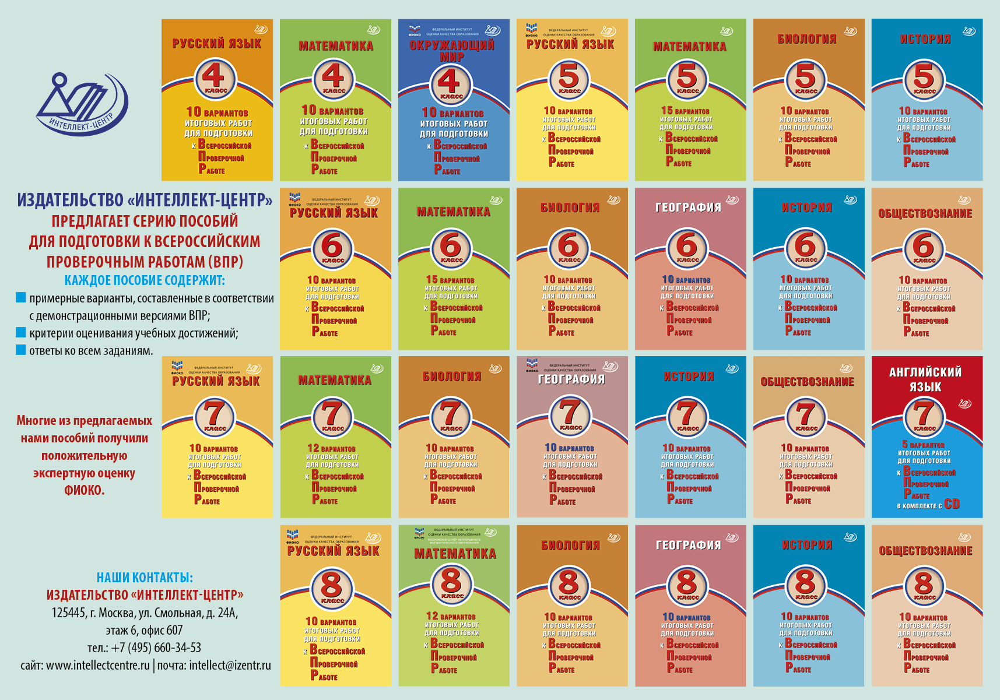 ИНТЕЛЛЕКТ-ЦЕНТР
РУССКИЙ ЯЗЫК
4
класс
10 ВАРИАНТОВ
ИТОГОВЫХ РАБОТ
ДЛЯ ПОДГОТОВКИ
К ВСЕРОССИЙСКОЙ
ПРОВЕРОЧНОЙ
РАБОТЕ
МАТЕМАТИКА
4
класс
10 ВАРИАНТОВ
ИТОГОВЫХ РАБОТ
ДЛЯ ПОДГОТОВКИ
К ВСЕРОССИЙСКОЙ
ПРОВЕРОЧНОЙ
РАБОТЕ
ФИОКО
ФЕДЕРАЛЬНЫЙ ИНСТИТУТ
ОЦЕНКИ КАЧЕСТВА ОБРАЗОВАНИЯ
ОКРУЖАЮЩИЙ
МИР
4
класс
10 ВАРИАНТОВ
ИТОГОВЫХ РАБОТ
ДЛЯ ПОДГОТОВКИ
К ВСЕРОССИЙСКОЙ
ПРОВЕРОЧНОЙ
РАБОТЕ
ФИОКО
ФЕДЕРАЛЬНЫЙ ИНСТИТУТ
ОЦЕНКИ КАЧЕСТВА ОБРАЗОВАНИЯ
РУССКИЙ ЯЗЫК
5
класс
10 ВАРИАНТОВ
ИТОГОВЫХ РАБОТ
ДЛЯ ПОДГОТОВКИ
К ВСЕРОССИЙСКОЙ
ПРОВЕРОЧНОЙ
РАБОТЕ
МАТЕМАТИКА
5
класс
15 ВАРИАНТОВ
ИТОГОВЫХ РАБОТ
ДЛЯ ПОДГОТОВКИ
К ВСЕРОССИЙСКОЙ
ПРОВЕРОЧНОЙ
РАБОТЕ
БИОЛОГИЯ
5
класс
10 ВАРИАНТОВ
ИТОГОВЫХ РАБОТ
ДЛЯ ПОДГОТОВКИ
К ВСЕРОССИЙСКОЙ
ПРОВЕРОЧНОЙ
РАБОТЕ
ИСТОРИЯ
5
класс
10 ВАРИАНТОВ
ИТОГОВЫХ РАБОТ
ДЛЯ ПОДГОТОВКИ
К ВСЕРОССИЙСКОЙ
ПРОВЕРОЧНОЙ
РАБОТЕ
ИЗДАТЕЛЬСТВО «ИНТЕЛЛЕКТ-ЦЕНТР»
ПРЕДЛАГАЕТ СЕРИЮ ПОСОБИЙ
ДЛЯ ПОДГОТОВКИ К ВСЕРОССИЙСКИМ
ПРОВЕРОЧНЫМ РАБОТАМ (ВПР)
КАЖДОЕ ПОСОБИЕ СОДЕРЖИТ:
примерные варианты, составленные в соответствии
с демонстрационными версиями ВПР;
критерии оценивания учебных достижений;
ответы ко всем заданиям.
ФИОКО
ФЕДЕРАЛЬНЫЙ ИНСТИТУТ
ОЦЕНКИ КАЧЕСТВА ОБРАЗОВАНИЯ
РУССКИЙ ЯЗЫК
6
класс
10 ВАРИАНТОВ
ИТОГОВЫХ РАБОТ
ДЛЯ ПОДГОТОВКИ
К ВСЕРОССИЙСКОЙ
ПРОВЕРОЧНОЙ
РАБОТЕ
МАТЕМАТИКА
6
класс
15 ВАРИАНТОВ
ИТОГОВЫХ РАБОТ
ДЛЯ ПОДГОТОВКИ
К ВСЕРОССИЙСКОЙ
ПРОВЕРОЧНОЙ
РАБОТЕ
БИОЛОГИЯ
6
класс
10 ВАРИАНТОВ
ИТОГОВЫХ РАБОТ
ДЛЯ ПОДГОТОВКИ
К ВСЕРОССИЙСКОЙ
ПРОВЕРОЧНОЙ
РАБОТЕ
ГЕОГРАФИЯ
6
класс
10 ВАРИАНТОВ
ИТОГОВЫХ РАБОТ
ДЛЯ ПОДГОТОВКИ
К ВСЕРОССИЙСКОЙ
ПРОВЕРОЧНОЙ
РАБОТЕ
ИСТОРИЯ
6
класс
10 ВАРИАНТОВ
ИТОГОВЫХ РАБОТ
ДЛЯ ПОДГОТОВКИ
К ВСЕРОССИЙСКОЙ
ПРОВЕРОЧНОЙ
РАБОТЕ
ОБЩЕСТВОЗНАНИЕ
6
класс
10 ВАРИАНТОВ
ИТОГОВЫХ РАБОТ
ДЛЯ ПОДГОТОВКИ
К ВСЕРОССИЙСКОЙ
ПРОВЕРОЧНОЙ
РАБОТЕ
Многие из предлагаемых
нами пособий получили
положительную
экспертную оценку
ФИОКО.
ФИОКО
ФЕДЕРАЛЬНЫЙ ИНСТИТУТ
ОЦЕНКИ КАЧЕСТВА ОБРАЗОВАНИЯ
РУССКИЙ ЯЗЫК
7
класс
10 ВАРИАНТОВ
ИТОГОВЫХ РАБОТ
ДЛЯ ПОДГОТОВКИ
К ВСЕРОССИЙСКОЙ
ПРОВЕРОЧНОЙ
РАБОТЕ
МАТЕМАТИКА
7
класс
12 ВАРИАНТОВ
ИТОГОВЫХ РАБОТ
ДЛЯ ПОДГОТОВКИ
К ВСЕРОССИЙСКОЙ
ПРОВЕРОЧНОЙ
РАБОТЕ
БИОЛОГИЯ
7
класс
10 ВАРИАНТОВ
ИТОГОВЫХ РАБОТ
ДЛЯ ПОДГОТОВКИ
К ВСЕРОССИЙСКОЙ
ПРОВЕРОЧНОЙ
РАБОТЕ
ФИОКО
ФЕДЕРАЛЬНЫЙ ИНСТИТУТ
ОЦЕНКИ КАЧЕСТВА ОБРАЗОВАНИЯ
ГЕОГРАФИЯ
7
класс
10 ВАРИАНТОВ
ИТОГОВЫХ РАБОТ
ДЛЯ ПОДГОТОВКИ
К ВСЕРОССИЙСКОЙ
ПРОВЕРОЧНОЙ
РАБОТЕ
ИСТОРИЯ
7
класс
10 ВАРИАНТОВ
ИТОГОВЫХ РАБОТ
ДЛЯ ПОДГОТОВКИ
К ВСЕРОССИЙСКОЙ
ПРОВЕРОЧНОЙ
РАБОТЕ
ОБЩЕСТВОЗНАНИЕ
7
класс
10 ВАРИАНТОВ
ИТОГОВЫХ РАБОТ
ДЛЯ ПОДГОТОВКИ
К ВСЕРОССИЙСКОЙ
ПРОВЕРОЧНОЙ
РАБОТЕ
АНГЛИЙСКИЙ
ЯЗЫК
7
класс
5 ВАРИАНТОВ
ИТОГОВЫХ РАБОТ
ДЛЯ ПОДГОТОВКИ
К ВСЕРОССИЙСКОЙ
ПРОВЕРОЧНОЙ
РАБОТЕ
В КОМПЛЕКТЕ С CD
НАШИ КОНТАКТЫ:
ИЗДАТЕЛЬСТВО «ИНТЕЛЛЕКТ-ЦЕНТР»
125445, г. Москва, ул. Смольная, д. 24А,
этаж 6, офис 607
тел.: +7 (495) 660-34-53
сайт: www.intellectcentre.ru | почта: intellect@izentr.ru
ФИОКО
ФЕДЕРАЛЬНЫЙ ИНСТИТУТ
ОЦЕНКИ КАЧЕСТВА ОБРАЗОВАНИЯ
РУССКИЙ ЯЗЫК
8
класс
10 ВАРИАНТОВ
ИТОГОВЫХ РАБОТ
ДЛЯ ПОДГОТОВКИ
К ВСЕРОССИЙСКОЙ
ПРОВЕРОЧНОЙ
РАБОТЕ
ФИОКО
ФЕДЕРАЛЬНЫЙ ИНСТИТУТ
ОЦЕНКИ КАЧЕСТВА ОБРАЗОВАНИЯ
МОСКОВСКИЙ ЦЕНТР НЕПРЕРЫВНОГО
МАТЕМАТИЧЕСКОГО ОБРАЗОВАНИЯ
МАТЕМАТИКА
8
класс
12 ВАРИАНТОВ
ИТОГОВЫХ РАБОТ
ДЛЯ ПОДГОТОВКИ
К ВСЕРОССИЙСКОЙ
ПРОВЕРОЧНОЙ
РАБОТЕ
БИОЛОГИЯ
8
класс
10 ВАРИАНТОВ
ИТОГОВЫХ РАБОТ
ДЛЯ ПОДГОТОВКИ
К ВСЕРОССИЙСКОЙ
ПРОВЕРОЧНОЙ
РАБОТЕ
ГЕОГРАФИЯ
8
класс
10 ВАРИАНТОВ
ИТОГОВЫХ РАБОТ
ДЛЯ ПОДГОТОВКИ
К ВСЕРОССИЙСКОЙ
ПРОВЕРОЧНОЙ
РАБОТЕ
ИСТОРИЯ
8
класс
10 ВАРИАНТОВ
ИТОГОВЫХ РАБОТ
ДЛЯ ПОДГОТОВКИ
К ВСЕРОССИЙСКОЙ
ПРОВЕРОЧНОЙ
РАБОТЕ
ОБЩЕСТВОЗНАНИЕ
8
класс
10 ВАРИАНТОВ
ИТОГОВЫХ РАБОТ
ДЛЯ ПОДГОТОВКИ
К ВСЕРОССИЙСКОЙ
ПРОВЕРОЧНОЙ
РАБОТЕ